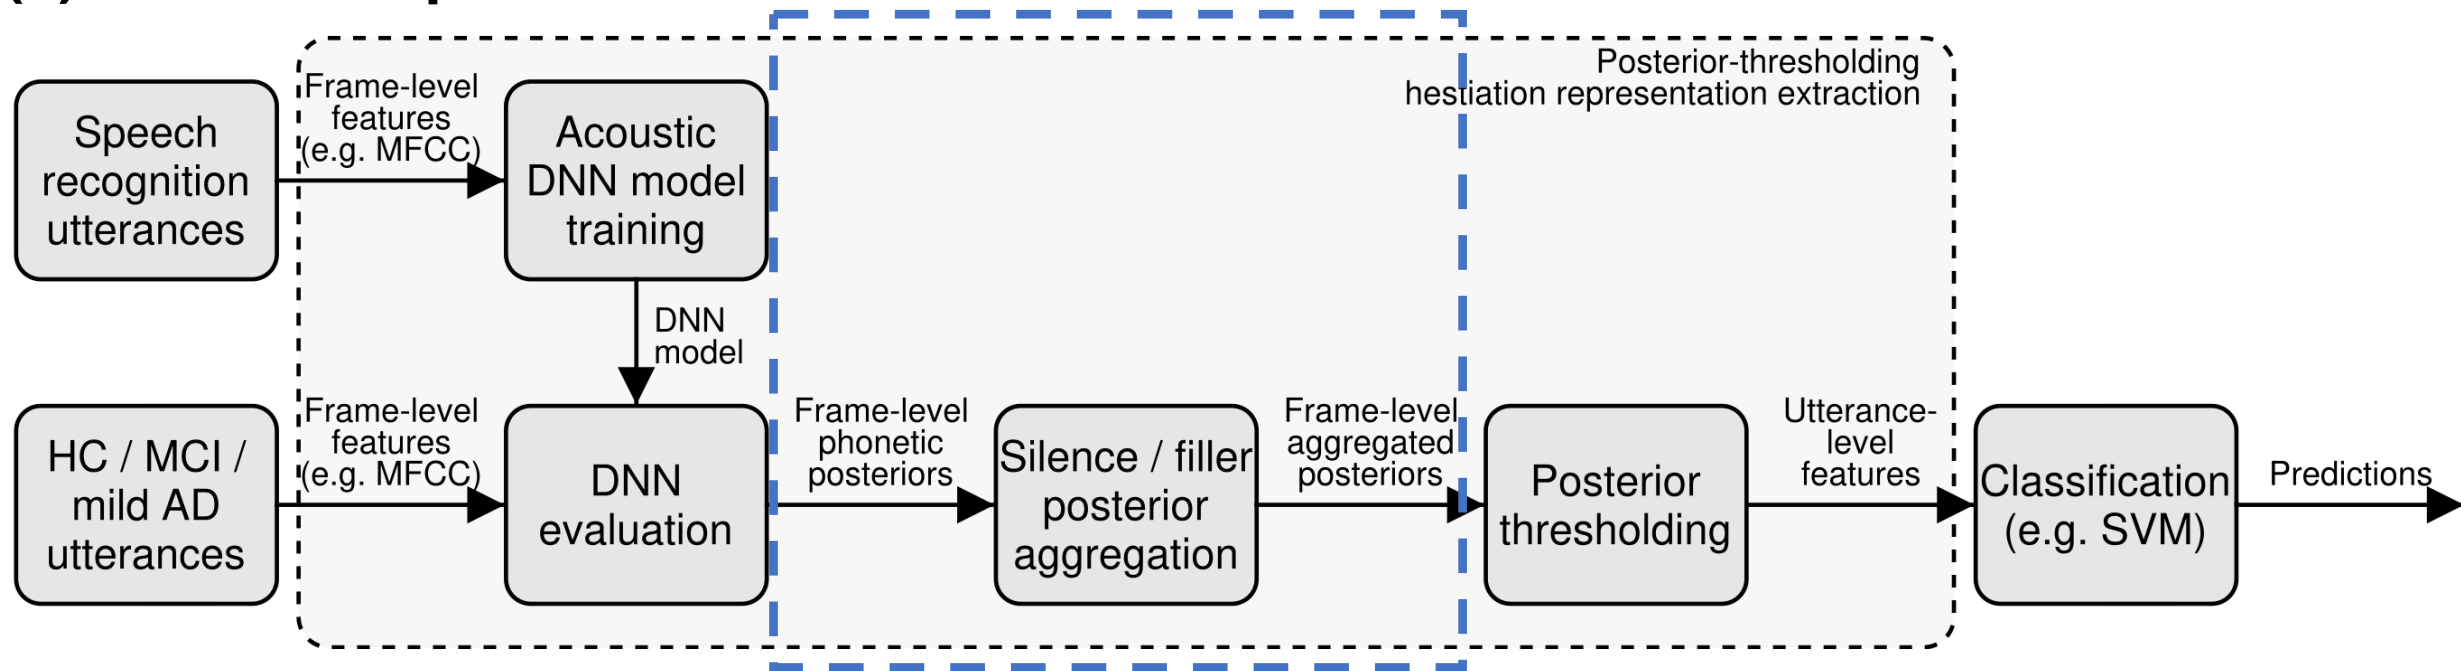 Posterior-thresholding
hestiation representation extraction
Speech
recognition
utterances
Frame-level
features
(e.g. MFCC)
Acoustic
DNN model
training
DNN
model
HC / MCI /
mild AD
utterances
Frame-level
features
(e.g. MFCC)
DNN
evaluation
Frame-level
phonetic
posteriors
Silence / filler
posterior
aggregation
Frame-level
aggregated
posteriors
Posterior
thresholding
Utterance-
level
features
Classification
(e.g. SVM)
Predictions